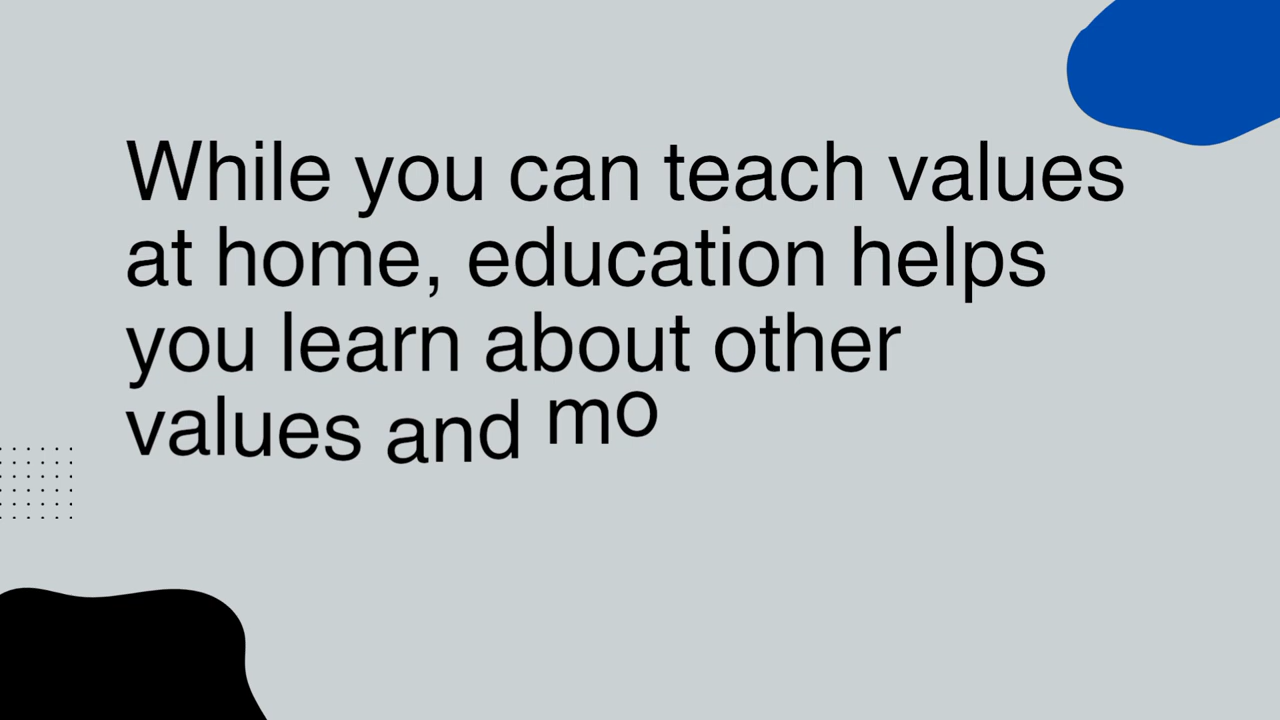 While you can teach values
at home, education helps
you learn about other
values and mo